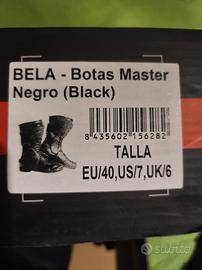 BELA - Botas Master
Negro (Black)
8 435602 156282
TALLA
EU/40,US/7,UK/6
subito